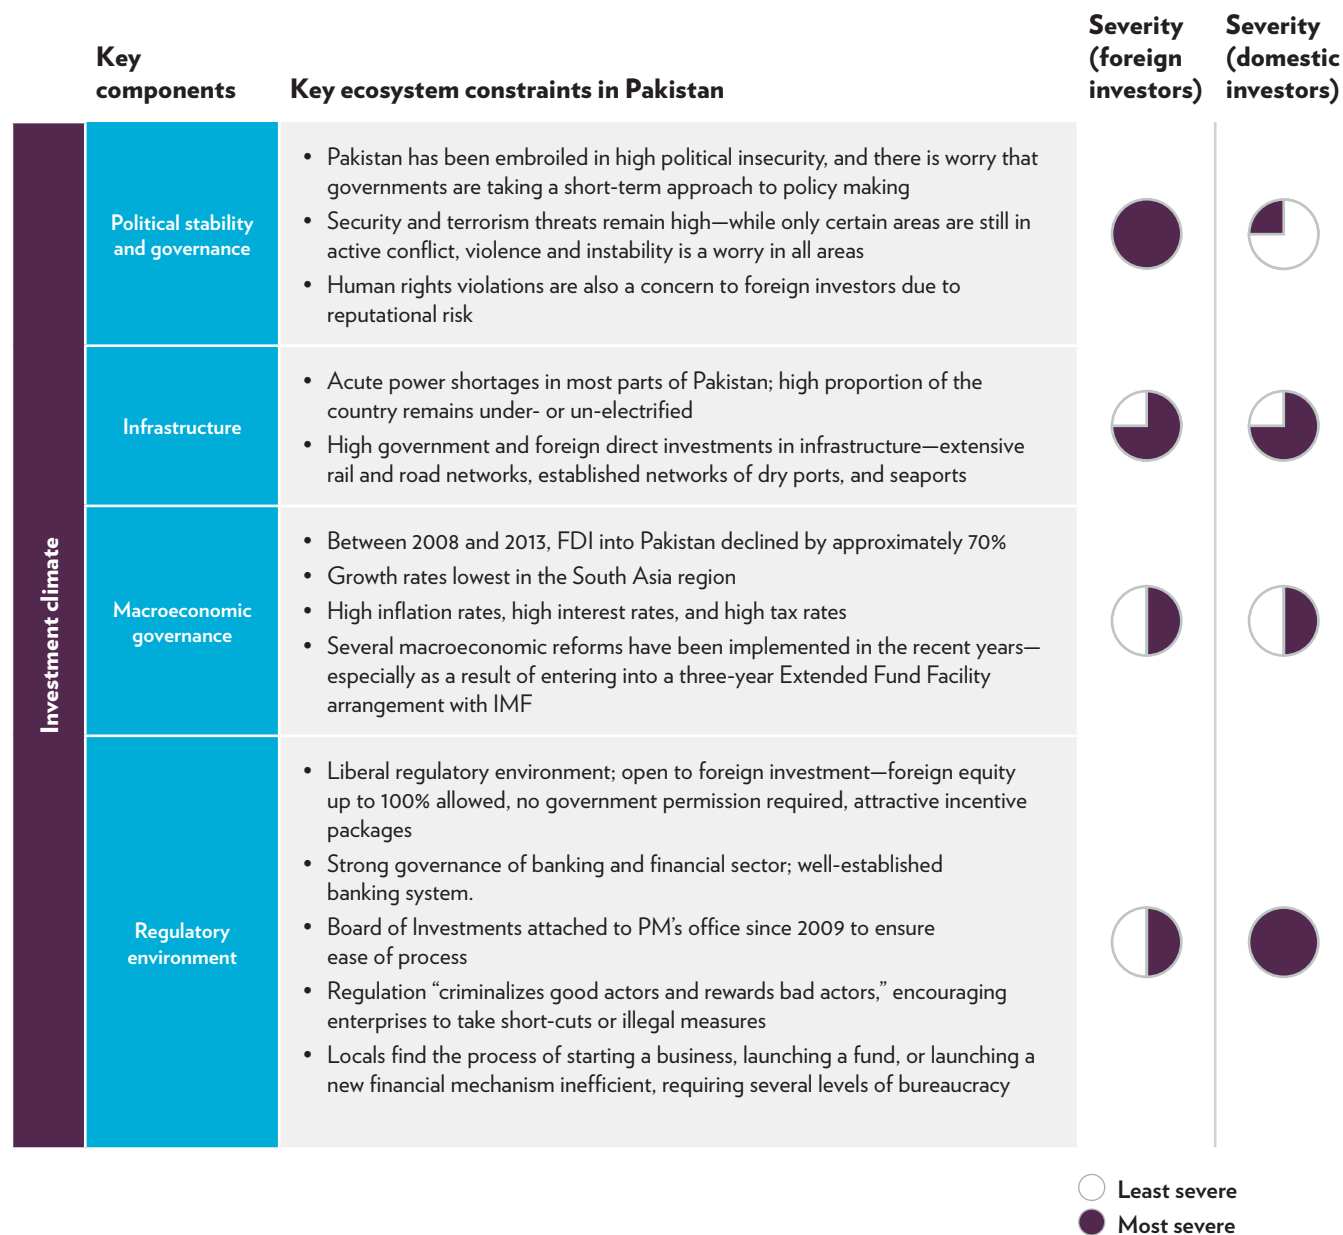 Key
components
Key ecosystem constraints in Pakistan
Severity
(foreign
investors)
Severity
(domestic
investors)
Investment climate
Political stability
and governance
• Pakistan has been embroiled in high political insecurity, and there is worry that
governments are taking a short-term approach to policy making
• Security and terrorism threats remain high—while only certain areas are still in
active conflict, violence and instability is a worry in all areas
• Human rights violations are also a concern to foreign investors due to
reputational risk
Infrastructure
• Acute power shortages in most parts of Pakistan; high proportion of the
country remains under- or un-electrified
• High government and foreign direct investments in infrastructure—extensive
rail and road networks, established networks of dry ports, and seaports
Macroeconomic
governance
• Between 2008 and 2013, FDI into Pakistan declined by approximately 70%
• Growth rates lowest in the South Asia region
• High inflation rates, high interest rates, and high tax rates
• Several macroeconomic reforms have been implemented in the recent years—
especially as a result of entering into a three-year Extended Fund Facility
arrangement with IMF
Regulatory
environment
• Liberal regulatory environment; open to foreign investment—foreign equity
up to 100% allowed, no government permission required, attractive incentive
packages
• Strong governance of banking and financial sector; well-established
banking system.
• Board of Investments attached to PM’s office since 2009 to ensure
ease of process
• Regulation “criminalizes good actors and rewards bad actors,” encouraging
enterprises to take short-cuts or illegal measures
• Locals find the process of starting a business, launching a fund, or launching a
new financial mechanism inefficient, requiring several levels of bureaucracy
Least severe
Most severe